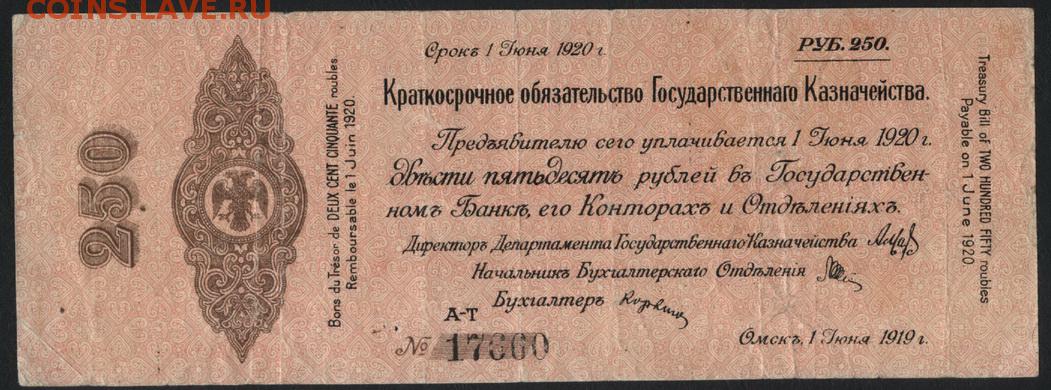 COINS.LAVE.RU
Срокъ 1 Іюня 1920 г.
РУБ. 250.
Краткосрочное обязательство Государственнаго Казначейства.
Предъявителю сего уплачивается 1 Іюня 1920 г.
Двѣсти пятьдесятъ рублей въ Государствен-
номъ Банкѣ, его Конторахъ и Отдѣленіяхъ.
Директоръ Департамента Государственнаго Казначейства
Начальникъ Бухгалтерскаго Отдѣленія
Бухгалтеръ
А-Т
№ 17360
Омскъ, 1 Іюня 1919 г.
250
Bons du Trésor de DEUX CENT CINQUANTE roubles.
Remboursable le 1 Juin 1920.
Treasury Bill of TWO HUNDRED FIFTY roubles
Payable on 1 June 1920